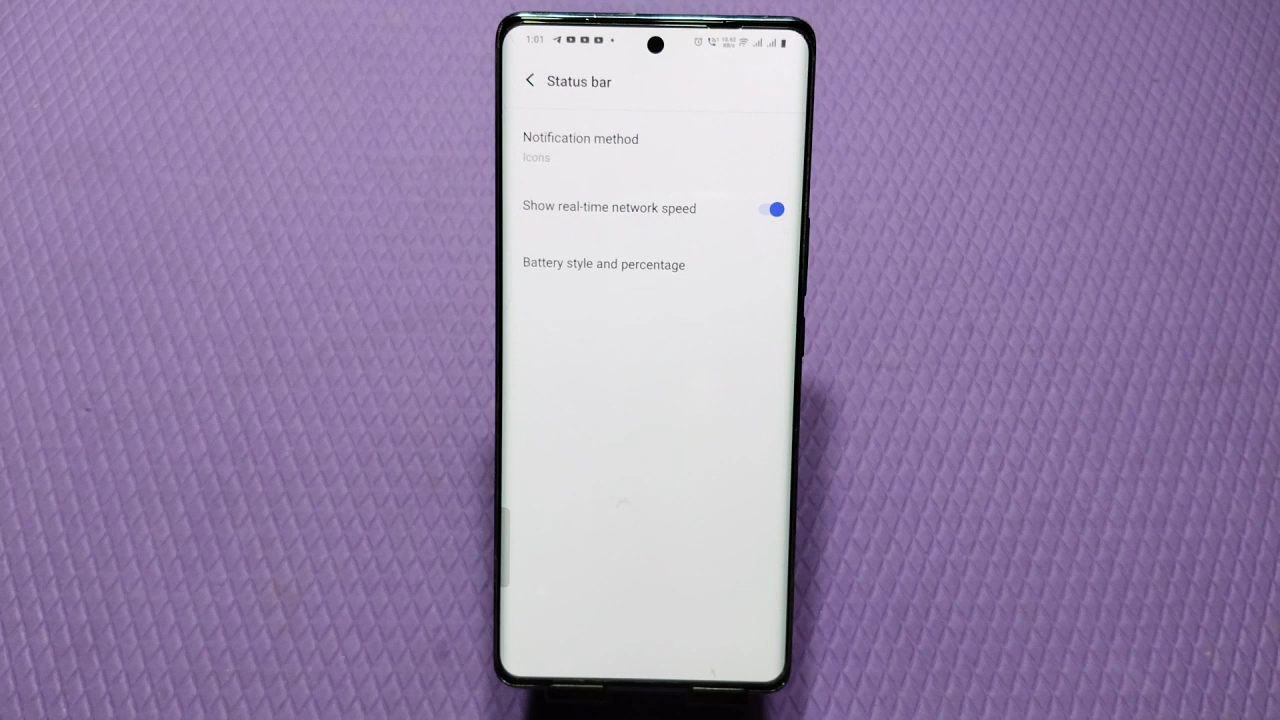 1:01
Status bar
Notification method
Icons
Show real-time network speed
Battery style and percentage